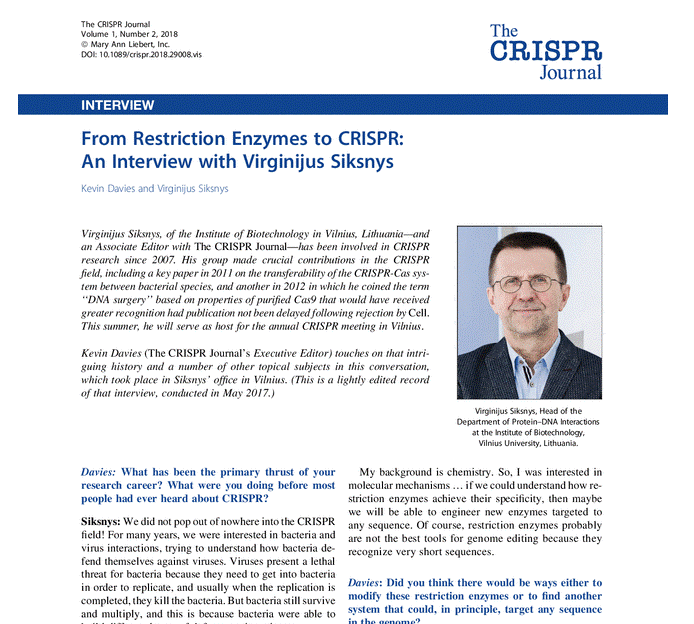 The CRISPR Journal
Volume 1, Number 2, 2018
© Mary Ann Liebert, Inc.
DOI: 10.1089/crispr.2018.29008.vis
The
CRISPR
Journal
INTERVIEW
From Restriction Enzymes to CRISPR:
An Interview with Virginijus Siksnys
Kevin Davies and Virginijus Siksnys
Virginijus Siksnys, of the Institute of Biotechnology in Vilnius, Lithuania—and
an Associate Editor with The CRISPR Journal—has been involved in CRISPR
research since 2007. His group made crucial contributions in the CRISPR
field, including a key paper in 2011 on the transferability of the CRISPR-Cas sys-
tem between bacterial species, and another in 2012 in which he coined the term
‘‘DNA surgery’’ based on properties of purified Cas9 that would have received
greater recognition had publication not been delayed following rejection by Cell.
This summer, he will serve as host for the annual CRISPR meeting in Vilnius.
Kevin Davies (The CRISPR Journal’s Executive Editor) touches on that intri-
guing history and a number of other topical subjects in this conversation,
which took place in Siksnys’ office in Vilnius. (This is a lightly edited record
of that interview, conducted in May 2017.)
Virginijus Siksnys, Head of the
Department of Protein–DNA Interactions
at the Institute of Biotechnology,
Vilnius University, Lithuania.
Davies: What has been the primary thrust of your
research career? What were you doing before most
people had ever heard about CRISPR?
Siksnys: We did not pop out of nowhere into the CRISPR
field! For many years, we were interested in bacteria and
virus interactions, trying to understand how bacteria de-
fend themselves against viruses. Viruses present a lethal
threat for bacteria because they need to get into bacteria
in order to replicate, and usually when the replication is
completed, they kill the bacteria. But bacteria still survive
and multiply, and this is because bacteria were able to
My background is chemistry. So, I was interested in
molecular mechanisms … if we could understand how re-
striction enzymes achieve their specificity, then maybe
we will be able to engineer new enzymes targeted to
any sequence. Of course, restriction enzymes probably
are not the best tools for genome editing because they
recognize very short sequences.
Davies: Did you think there would be ways either to
modify these restriction enzymes or to find another
system that could, in principle, target any sequence
in the genome?